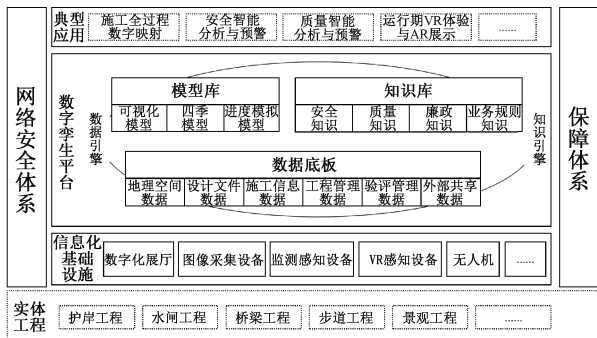 典型
应用
施工全过程
数字映射
安全智能
分析与预警
质量智能
分析与预警
运行期VR体验
与AR展示
......
网络安全体系
数字孪生平台
数据引擎
模型库
可视化
模型
四季
模型
进度模拟
模型
知识库
安全
知识
质量
知识
廉政
知识
业务规则
知识
知识引擎
数据底板
地理空间
数据
设计文件
数据
施工信息
数据
工程管理
数据
验评管理
数据
外部共享
数据
保障体系
信息化
基础
设施
数字化展厅
图像采集设备
监测感知设备
VR感知设备
无人机
......
实体
工程
护岸工程
水闸工程
桥梁工程
步道工程
景观工程
......